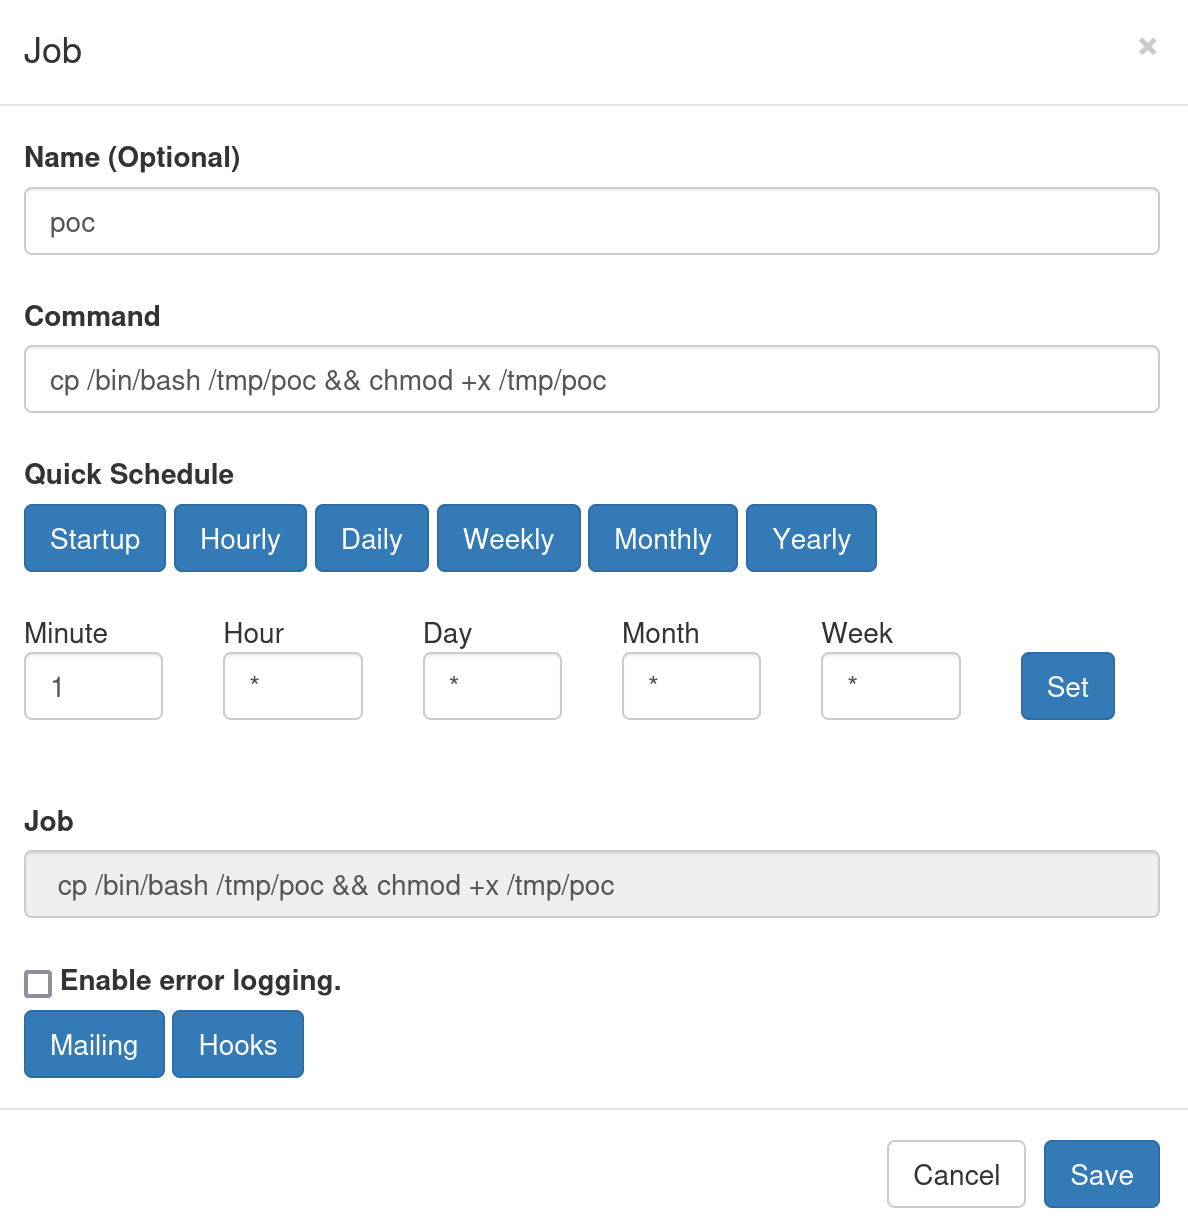 Job ×
Name (Optional)
poc
Command
cp /bin/bash /tmp/poc && chmod +x /tmp/poc
Quick Schedule
Startup Hourly Daily Weekly Monthly Yearly
Minute Hour Day Month Week
1 * * * * Set
Job
cp /bin/bash /tmp/poc && chmod +x /tmp/poc
Enable error logging.
Mailing Hooks
Cancel Save